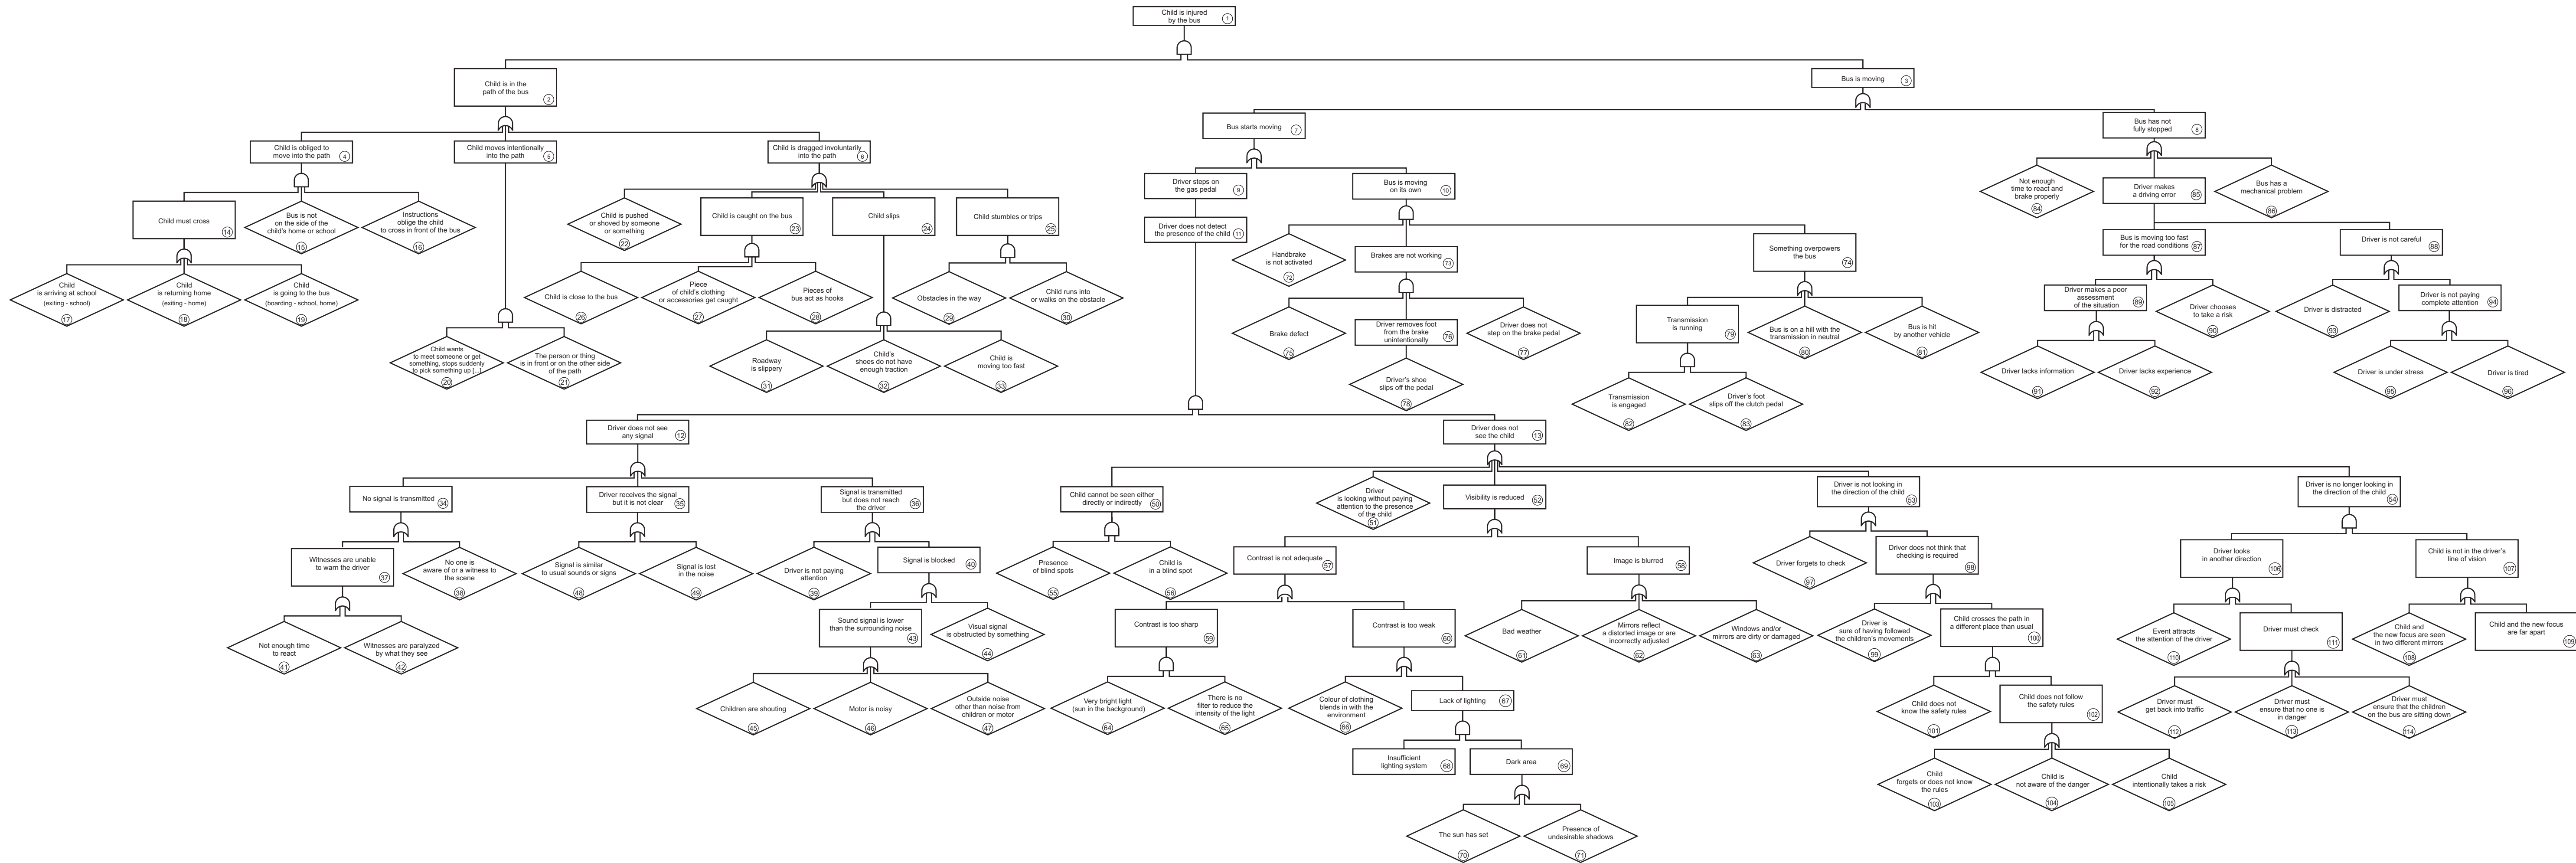 Child is injured
by the bus
1
Child is in the
path of the bus
2
Bus is moving
3
Bus starts moving
7
Bus has not
fully stopped
8
Child is obliged to
move into the path
4
Child moves intentionally
into the path
5
Child is dragged involuntarily
into the path
6
Driver steps on
the gas pedal
9
Bus is moving
on its own
10
Not enough
time to react and
brake properly
84
Driver makes
a driving error
85
Bus has a
mechanical problem
86
Child must cross
14
Bus is not
on the side of the
child's home or school
15
Instructions
oblige the child
to cross in front of the bus
16
Child is pushed
or shoved by someone
or something
22
Child is caught on the bus
23
Child slips
24
Child stumbles or trips
25
Driver does not detect
the presence of the child
11
Handbrake
is not activated
72
Brakes are not working
73
Something overpowers
the bus
74
Bus is moving too fast
for the road conditions
87
Driver is not careful
88
Child
is arriving at school
(exiting - school)
17
Child
is returning home
(exiting - home)
18
Child
is going to the bus
(boarding - school, home)
19
Child is close to the bus
26
Piece
of child's clothing
or accessories get caught
27
Pieces of
bus act as hooks
28
Obstacles in the way
29
Child runs into
or walks on the obstacle
30
Driver makes a poor
assessment
of the situation
89
Driver chooses
to take a risk
90
Driver is distracted
93
Driver is not paying
complete attention
94
Child wants
to meet someone or get
something, stops suddenly
to pick something up [...]
20
The person or thing
is in front or on the other side
of the path
21
Roadway
is slippery
31
Child's
shoes do not have
enough traction
32
Child is
moving too fast
33
Brake defect
75
Driver removes foot
from the brake
unintentionally
76
Driver does not
step on the brake pedal
77
Transmission
is running
79
Bus is on a hill with the
transmission in neutral
80
Bus is hit
by another vehicle
81
Driver's shoe
slips off the pedal
78
Transmission
is engaged
82
Driver's foot
slips off the clutch pedal
83
Driver lacks information
91
Driver lacks experience
92
Driver is under stress
95
Driver is tired
96
Driver does not see
any signal
12
Driver does not
see the child
13
No signal is transmitted
34
Driver receives the signal
but it is not clear
35
Signal is transmitted
but does not reach
the driver
36
Child cannot be seen either
directly or indirectly
50
Driver
is looking without paying
attention to the presence
of the child
51
Visibility is reduced
52
Driver is not looking in
the direction of the child
53
Driver is no longer looking in
the direction of the child
54
Witnesses are unable
to warn the driver
37
No one is
aware of or a witness to
the scene
38
Signal is similar
to usual sounds or signs
48
Signal is lost
in the noise
49
Driver is not paying
attention
39
Signal is blocked
40
Presence
of blind spots
55
Child is
in a blind spot
56
Contrast is not adequate
57
Image is blurred
58
Driver forgets to check
97
Driver does not think that
checking is required
98
Driver looks
in another direction
106
Child is not in the driver's
line of vision
107
Not enough time
to react
41
Witnesses are paralyzed
by what they see
42
Sound signal is lower
than the surrounding noise
43
Visual signal
is obstructed by something
44
Contrast is too sharp
59
Contrast is too weak
60
Bad weather
61
Mirrors reflect
a distorted image or are
incorrectly adjusted
62
Windows and/or
mirrors are dirty or damaged
63
Driver is
sure of having followed
the children's movements
99
Child crosses the path in
a different place than usual
100
Event attracts
the attention of the driver
110
Driver must check
111
Child and
the new focus are seen
in two different mirrors
108
Child and the new focus
are far apart
109
Children are shouting
45
Motor is noisy
46
Outside noise
other than noise from
children or motor
47
Very bright light
(sun in the background)
64
There is no
filter to reduce the
intensity of the light
65
Colour of clothing
blends in with the
environment
66
Lack of lighting
67
Child does not
know the safety rules
101
Child does not follow
the safety rules
102
Driver must
get back into traffic
112
Driver must
ensure that no one is
in danger
113
Driver must
ensure that the children
on the bus are sitting down
114
Insufficient
lighting system
68
Dark area
69
Child
forgets or does not know
the rules
103
Child is
not aware of the danger
104
Child
intentionally takes a risk
105
The sun has set
70
Presence of
undesirable shadows
71